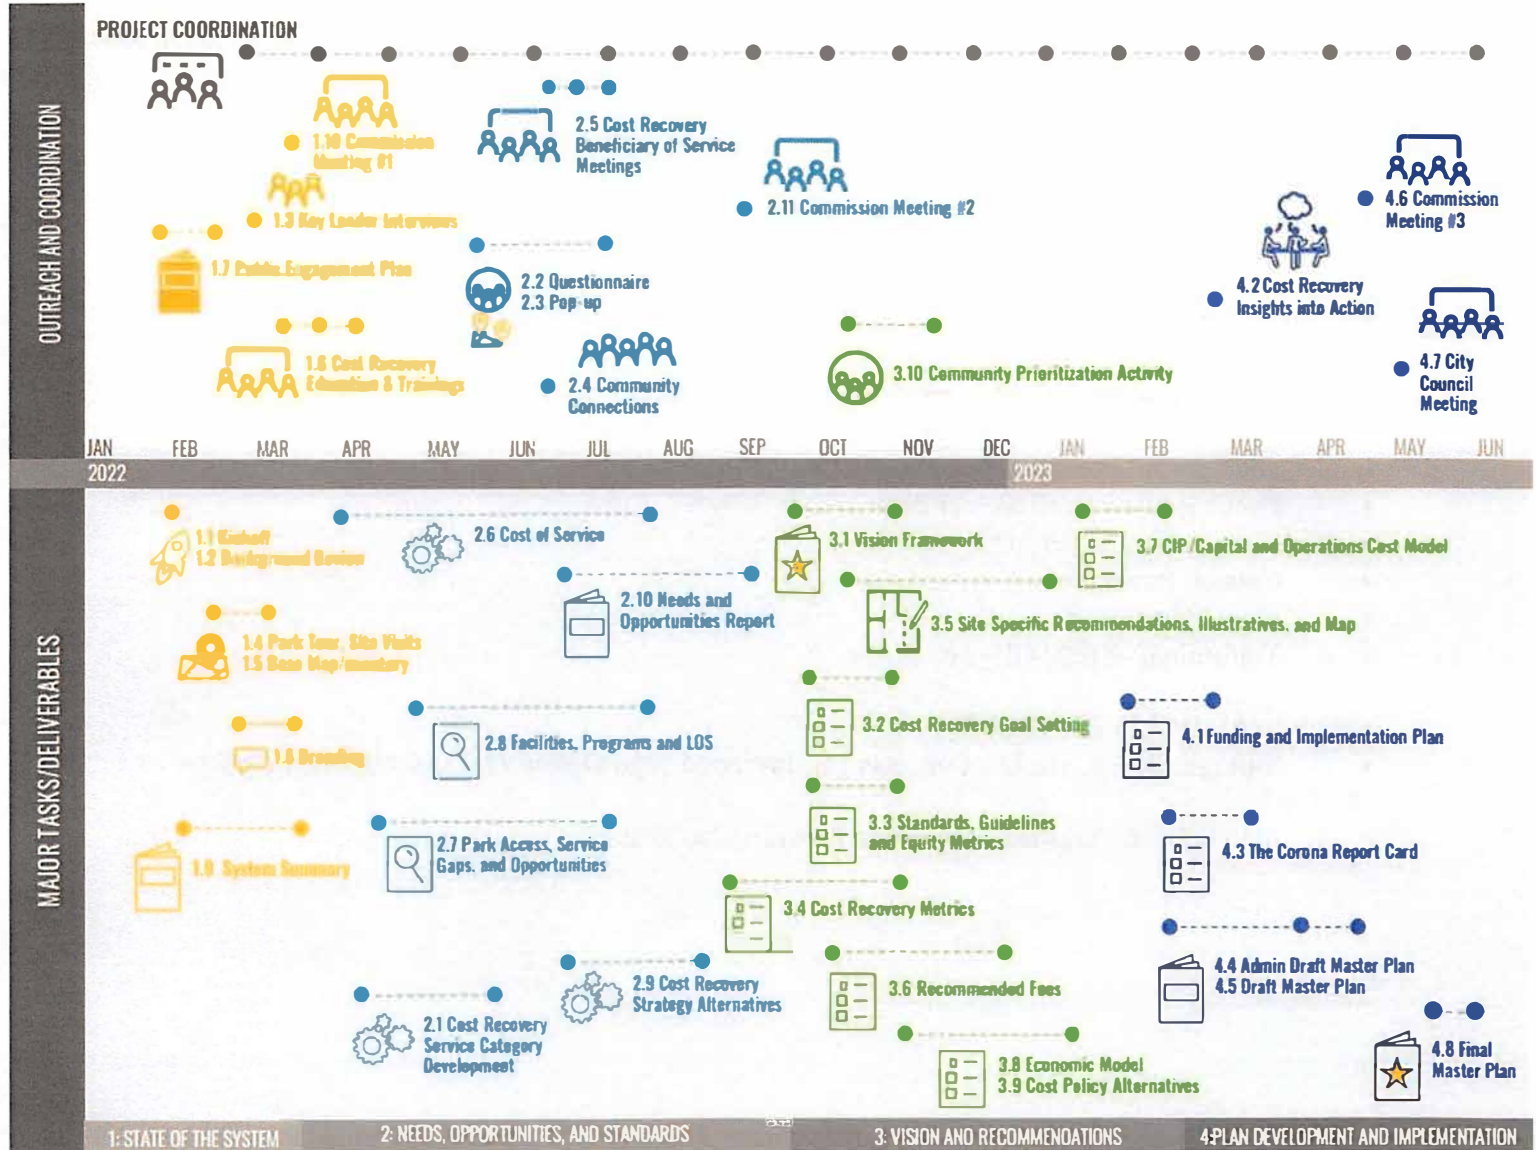 PROJECT COORDINATION
OUTREACH AND COORDINATION
1.10 Commission
Meeting #1
1.3 Key Leader Interviews
1.7 Public Engagement Plan
1.8 Cost Recovery
Education & Trainings
2.5 Cost Recovery
Beneficiary of Service
Meetings
2.11 Commission Meeting #2
2.2 Questionnaire
2.3 Pop-up
2.4 Community
Connections
3.10 Community Prioritization Activity
4.2 Cost Recovery
Insights into Action
4.6 Commission
Meeting #3
4.7 City
Council
Meeting
JAN FEB MAR APR MAY JUN JUL AUG SEP OCT NOV DEC JAN FEB MAR APR MAY JUN
2022 2023
MAJOR TASKS/DELIVERABLES
1.1 Kickoff
1.2 Background Review
1.4 Park Tour, Site Visits
1.5 Base Map/Inventory
1.6 Branding
1.9 System Summary
2.6 Cost of Service
2.10 Needs and
Opportunities Report
2.8 Facilities, Programs and LOS
2.7 Park Access, Service
Gaps, and Opportunities
2.9 Cost Recovery
Strategy Alternatives
2.1 Cost Recovery
Service Category
Development
3.1 Vision Framework
3.7 CIP/Capital and Operations Cost Model
3.5 Site Specific Recommendations, Illustratives, and Map
3.2 Cost Recovery Goal Setting
3.3 Standards, Guidelines
and Equity Metrics
3.4 Cost Recovery Metrics
3.6 Recommended Fees
3.8 Economic Model
3.9 Cost Policy Alternatives
4.1 Funding and Implementation Plan
4.3 The Corona Report Card
4.4 Admin Draft Master Plan
4.5 Draft Master Plan
4.8 Final
Master Plan
1: STATE OF THE SYSTEM
2: NEEDS, OPPORTUNITIES, AND STANDARDS
3: VISION AND RECOMMENDATIONS
4:PLAN DEVELOPMENT AND IMPLEMENTATION